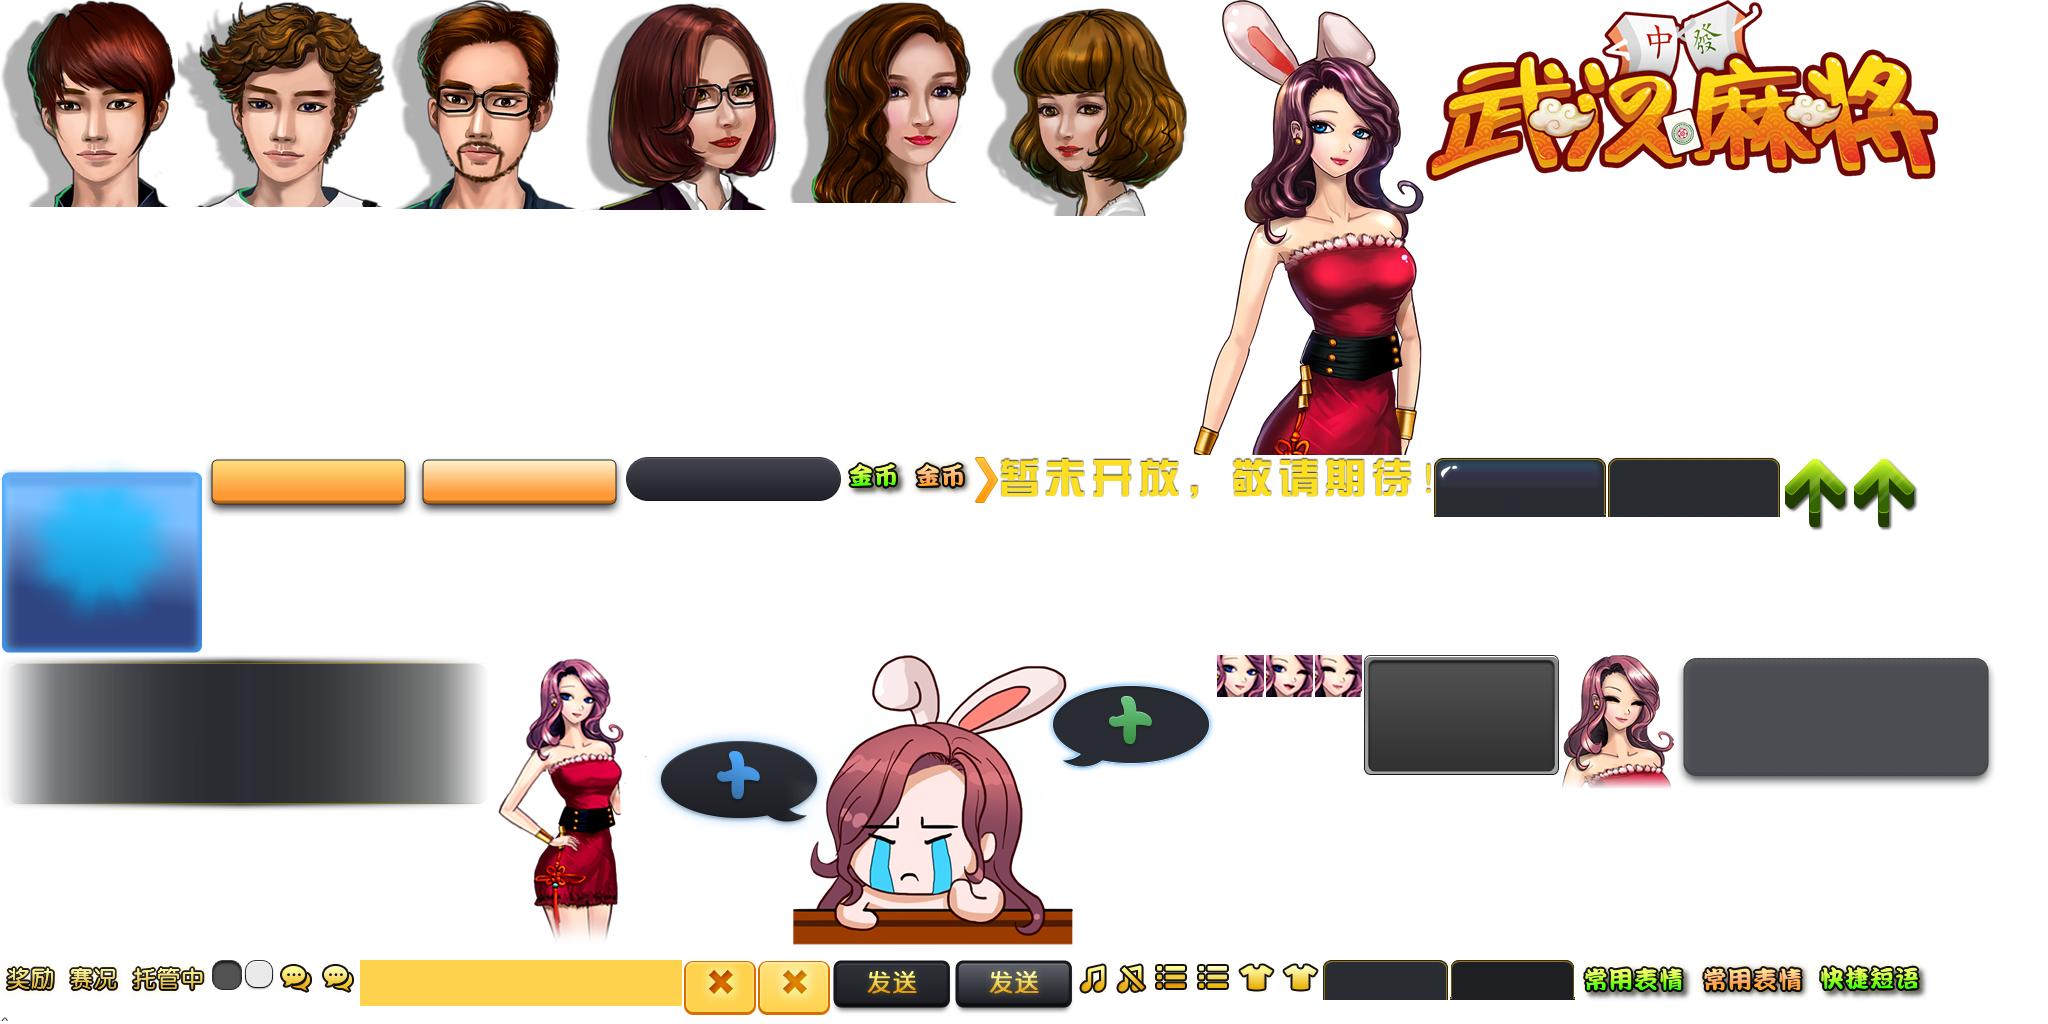 中 發
武汉麻将
金币 金币 暂未开放，敬请期待！
奖励 赛况 托管中 发送 发送 常用表情 常用表情 快捷短语